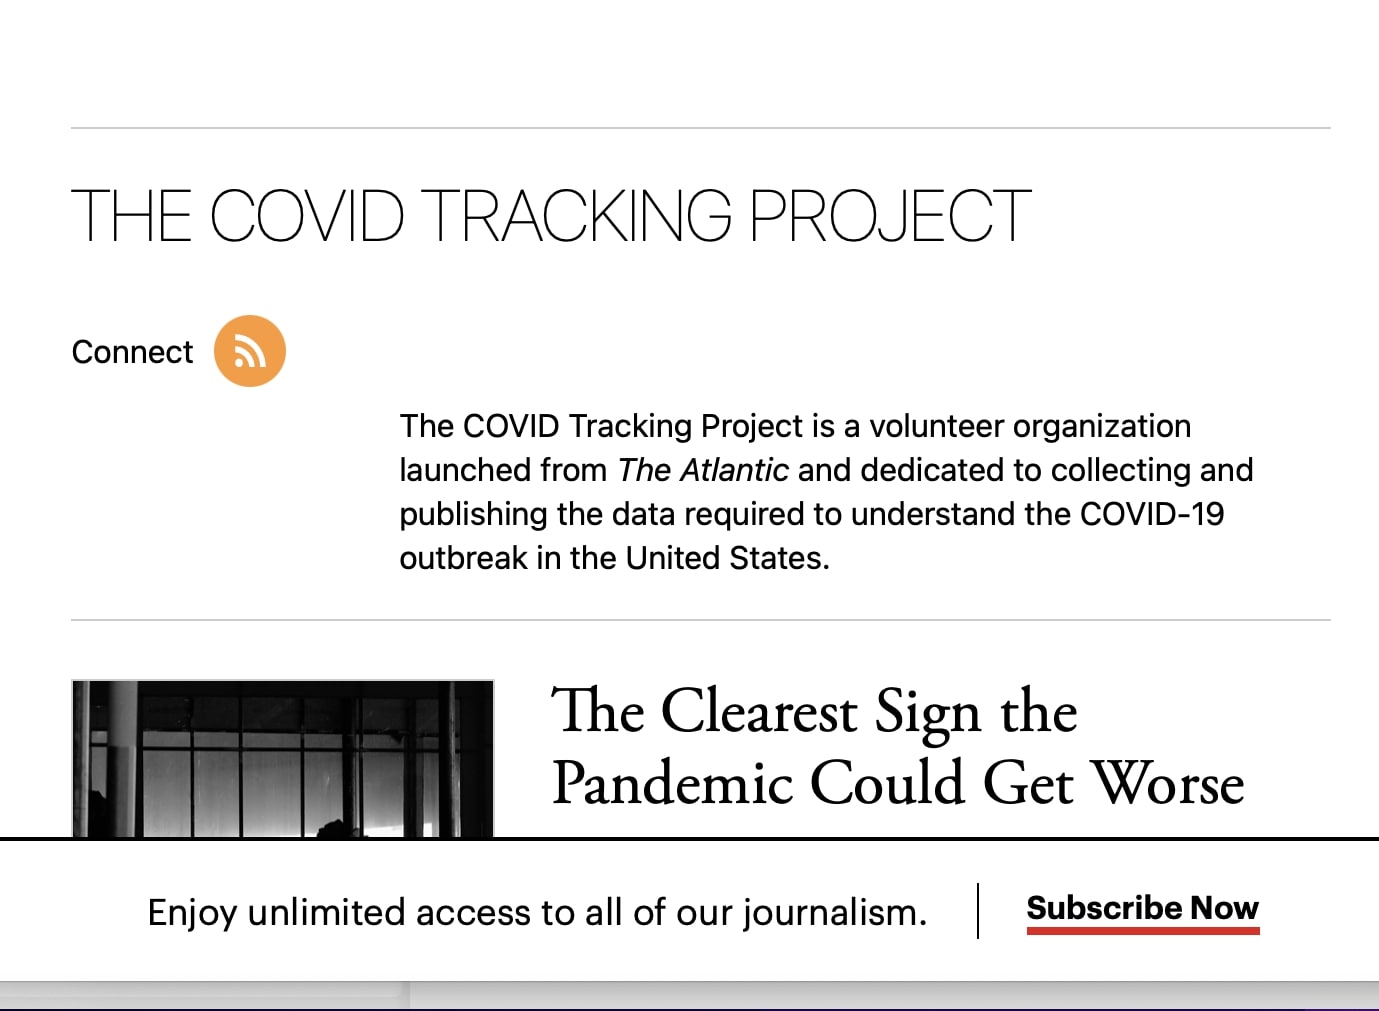 THE COVID TRACKING PROJECT
Connect
The COVID Tracking Project is a volunteer organization
launched from The Atlantic and dedicated to collecting and
publishing the data required to understand the COVID-19
outbreak in the United States.
The Clearest Sign the
Pandemic Could Get Worse
Enjoy unlimited access to all of our journalism.
Subscribe Now